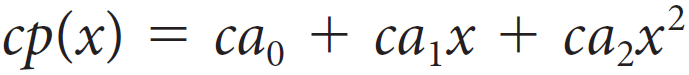 cp(x) = ca₀ + ca₁x + ca₂x²